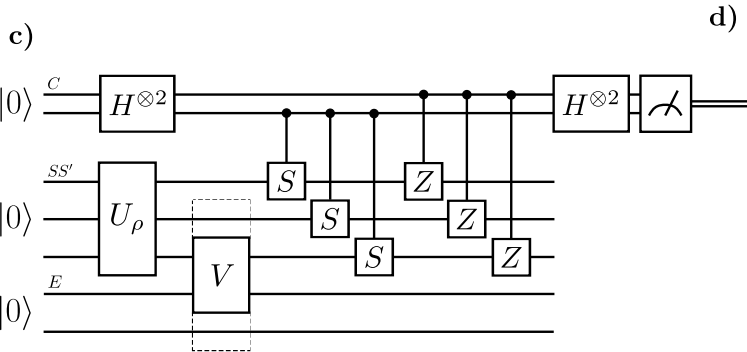 d)
c)
C
|0⟩ H⊗2 H⊗2
SS′
S Z
|0⟩ Uρ S Z
V S Z
E
|0⟩